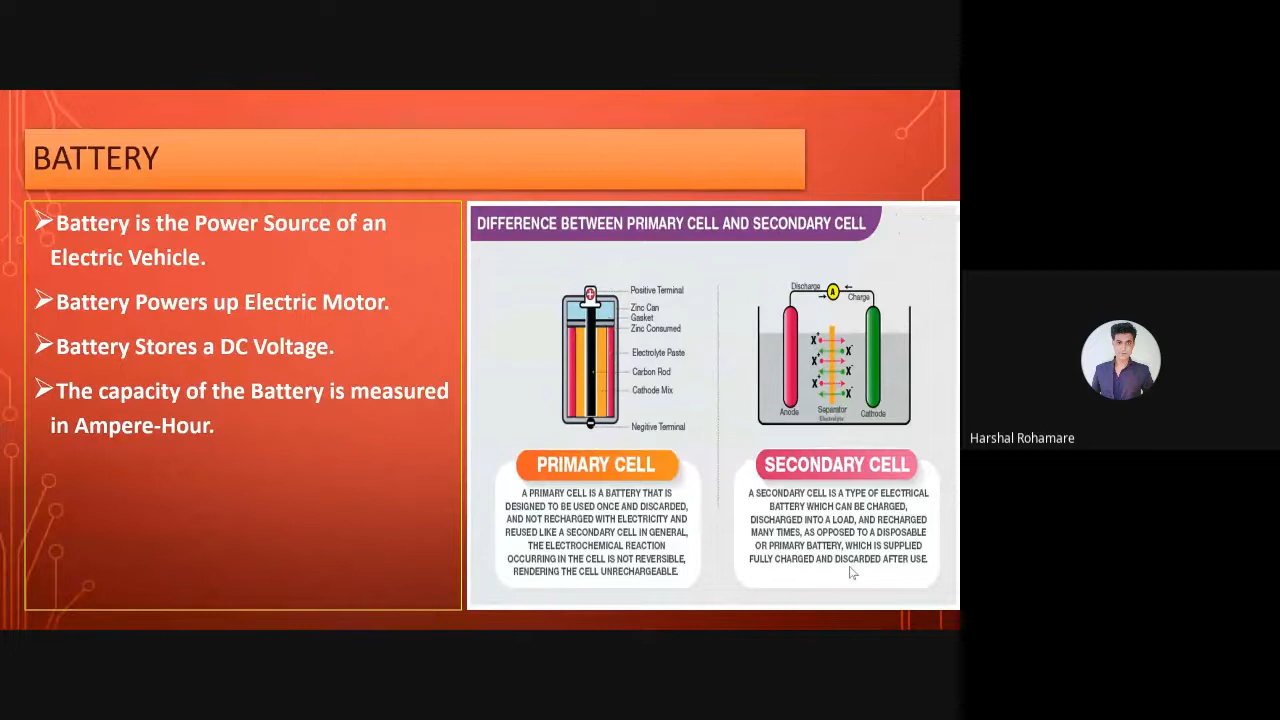 BATTERY
Battery is the Power Source of an
Electric Vehicle.
Battery Powers up Electric Motor.
Battery Stores a DC Voltage.
The capacity of the Battery is measured
in Ampere-Hour.
DIFFERENCE BETWEEN PRIMARY CELL AND SECONDARY CELL
Positive Terminal
Zinc Can
Gasket
Zinc Consumed
Electrolyte Paste
Carbon Rod
Cathode Mix
Negitive Terminal
PRIMARY CELL
A PRIMARY CELL IS A BATTERY THAT IS
DESIGNED TO BE USED ONCE AND DISCARDED,
AND NOT RECHARGED WITH ELECTRICITY AND
REUSED LIKE A SECONDARY CELL IN GENERAL,
THE ELECTROCHEMICAL REACTION
OCCURRING IN THE CELL IS NOT REVERSIBLE,
RENDERING THE CELL UNRECHARGEABLE.
Discharge
A
Charge
X+ X-
X+ X-
X+ X-
Anode
Separator
Electrolyte
Cathode
SECONDARY CELL
A SECONDARY CELL IS A TYPE OF ELECTRICAL
BATTERY WHICH CAN BE CHARGED,
DISCHARGED INTO A LOAD, AND RECHARGED
MANY TIMES, AS OPPOSED TO A DISPOSABLE
OR PRIMARY BATTERY, WHICH IS SUPPLIED
FULLY CHARGED AND DISCARDED AFTER USE.
Harshal Rohamare